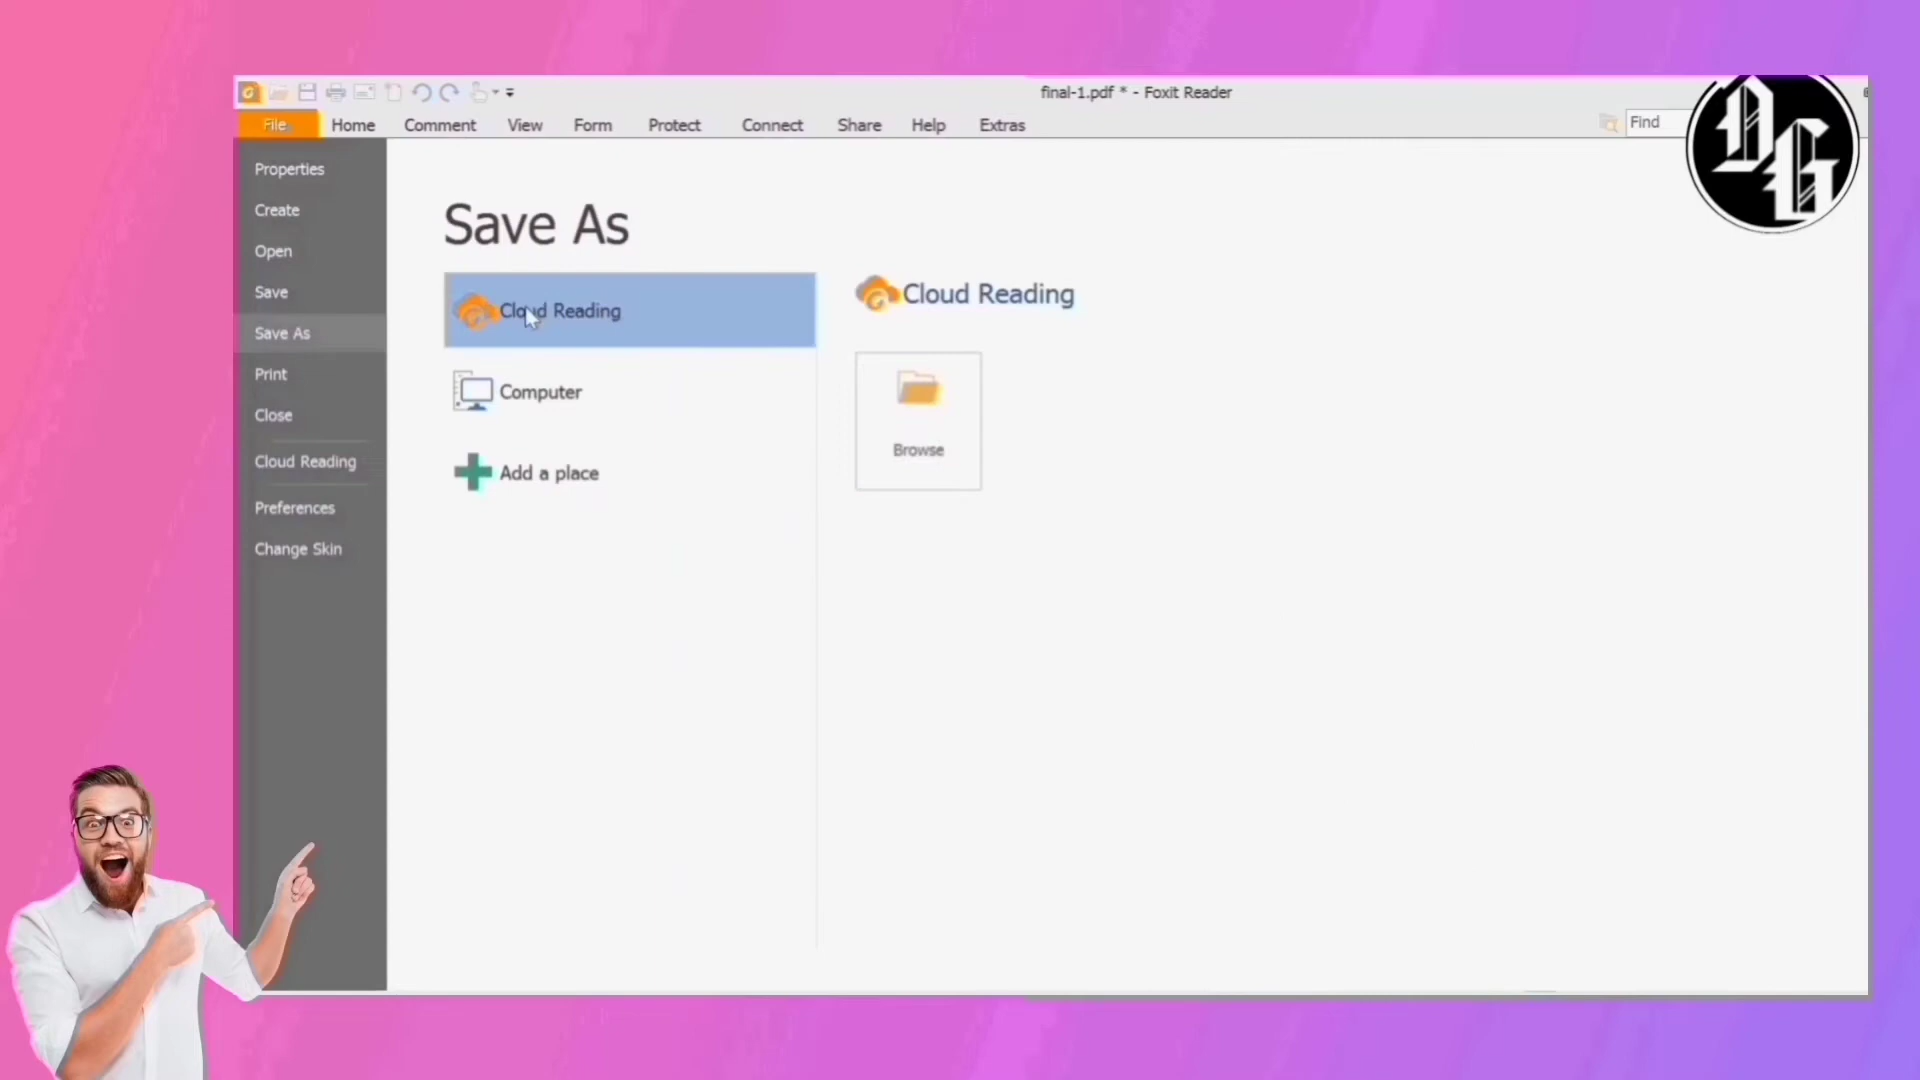 final-1.pdf * - Foxit Reader
File Home Comment View Form Protect Connect Share Help Extras
Find
DG
Properties
Create
Open
Save
Save As
Print
Close
Cloud Reading
Preferences
Change Skin
Save As
Cloud Reading
Computer
Add a place
Cloud Reading
Browse